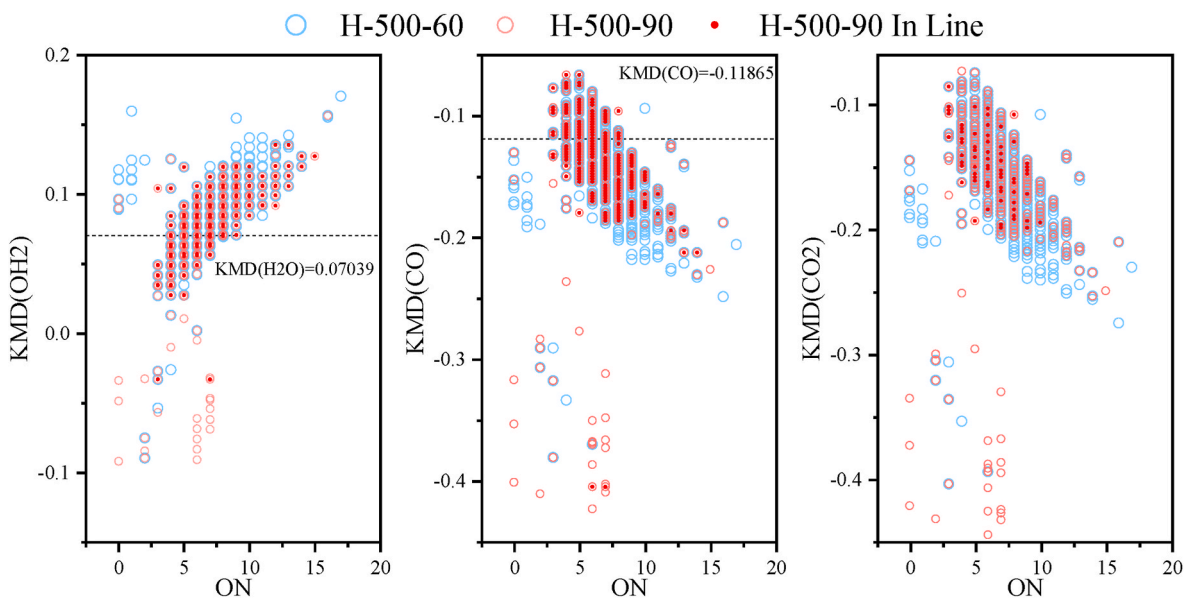 H-500-60 H-500-90 H-500-90 In Line
KMD(OH2)
0.2
0.1
0.0
-0.1
KMD(H2O)=0.07039
0 5 10 15 20
ON
KMD(CO)
-0.1
-0.2
-0.3
-0.4
KMD(CO)=-0.11865
0 5 10 15 20
ON
KMD(CO2)
-0.1
-0.2
-0.3
-0.4
0 5 10 15 20
ON